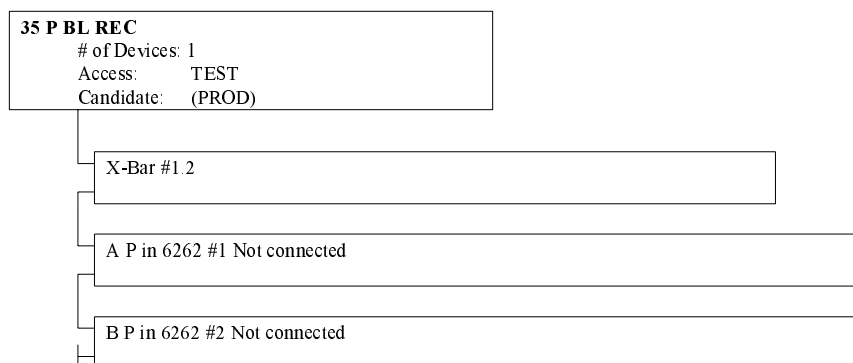 35 P BL REC
# of Devices: 1
Access: TEST
Candidate: (PROD)
X-Bar #1.2
A P in 6262 #1 Not connected
B P in 6262 #2 Not connected